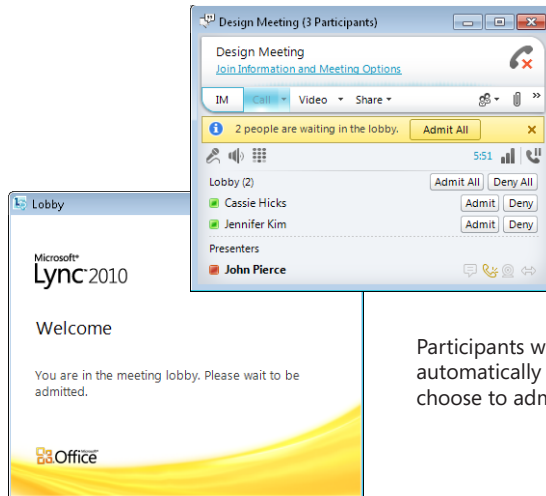 Design Meeting (3 Participants)
Design Meeting
Join Information and Meeting Options
IM Call Video Share
2 people are waiting in the lobby. Admit All
5:51
Lobby (2) Admit All Deny All
Cassie Hicks Admit Deny
Jennifer Kim Admit Deny
Presenters
John Pierce
Lobby
Microsoft®
Lync 2010
Welcome
You are in the meeting lobby. Please wait to be
admitted.
Office
Participants w
automatically
choose to adm